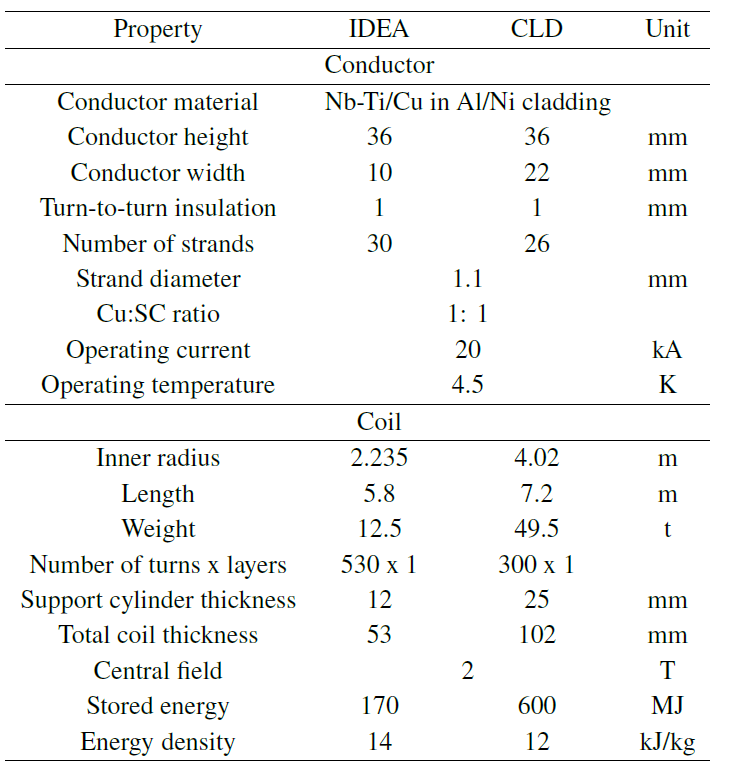 Property IDEA CLD Unit
Conductor
Conductor material Nb-Ti/Cu in Al/Ni cladding
Conductor height 36 36 mm
Conductor width 10 22 mm
Turn-to-turn insulation 1 1 mm
Number of strands 30 26
Strand diameter 1.1 mm
Cu:SC ratio 1: 1
Operating current 20 kA
Operating temperature 4.5 K
Coil
Inner radius 2.235 4.02 m
Length 5.8 7.2 m
Weight 12.5 49.5 t
Number of turns x layers 530 x 1 300 x 1
Support cylinder thickness 12 25 mm
Total coil thickness 53 102 mm
Central field 2 T
Stored energy 170 600 MJ
Energy density 14 12 kJ/kg